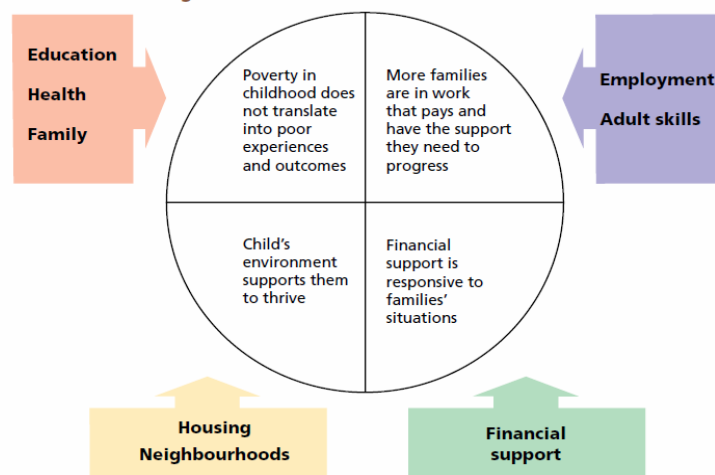 Education
Health
Family
Poverty in
childhood does
not translate
into poor
experiences
and outcomes
More families
are in work
that pays and
have the support
they need to
progress
Employment
Adult skills
Child’s
environment
supports them
to thrive
Financial
support is
responsive to
families’
situations
Housing
Neighbourhoods
Financial
support